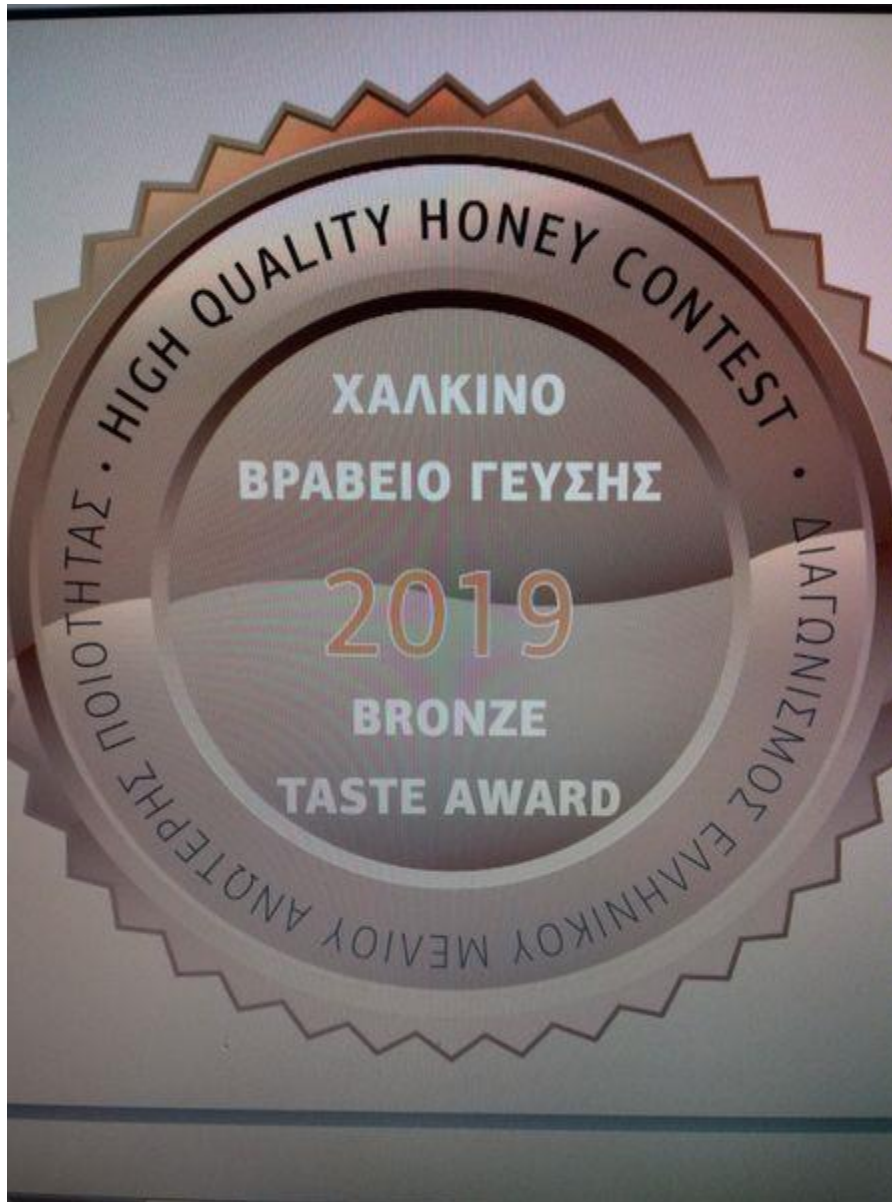 HIGH QUALITY HONEY CONTEST
ΧΑΛΚΙΝΟ
ΒΡΑΒΕΙΟ ΓΕΥΣΗΣ
2019
BRONZE
TASTE AWARD
ΔΙΑΓΩΝΙΣΜΟΣ ΕΛΛΗΝΙΚΟΥ ΜΕΛΙΟΥ ΑΝΩΤΕΡΗΣ ΠΟΙΟΤΗΤΑΣ